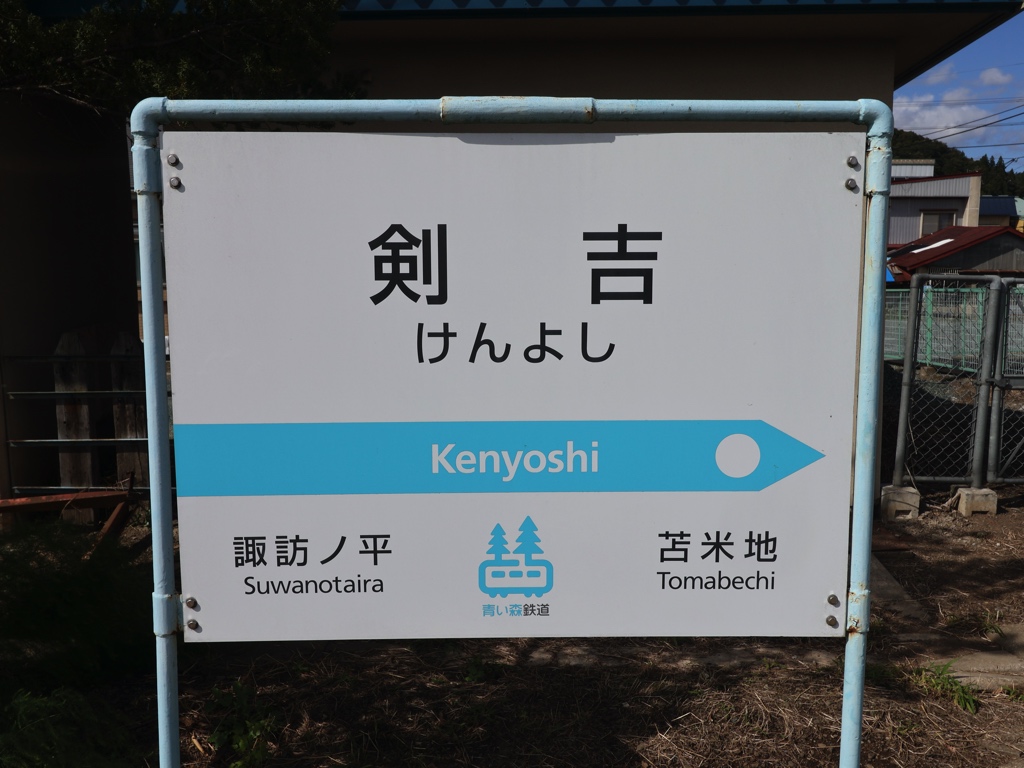 剣吉
けんよし
Kenyoshi
諏訪ノ平
Suwanotaira
青い森鉄道
苫米地
Tomabechi